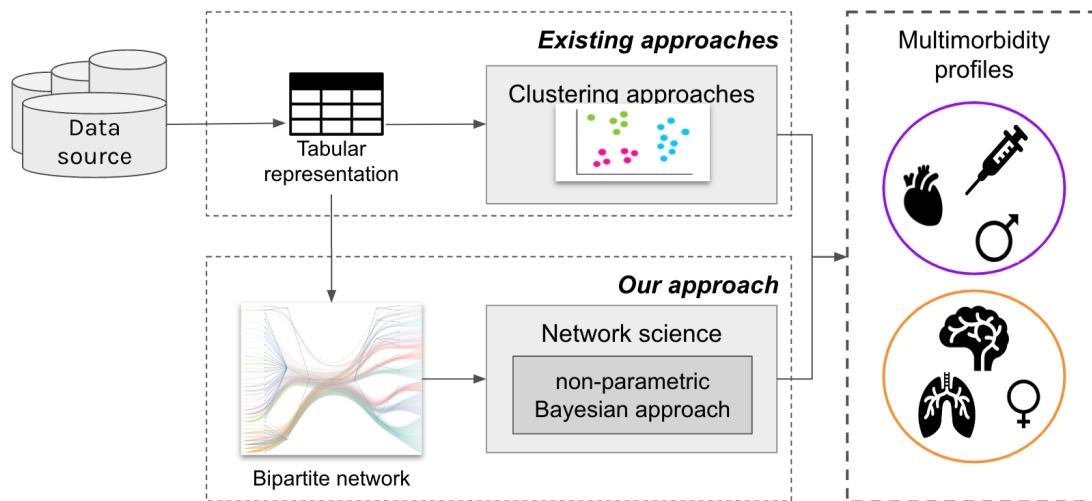 Data
source
Existing approaches
Tabular
representation
Clustering approaches
Our approach
Bipartite network
Network science
non-parametric
Bayesian approach
Multimorbidity
profiles